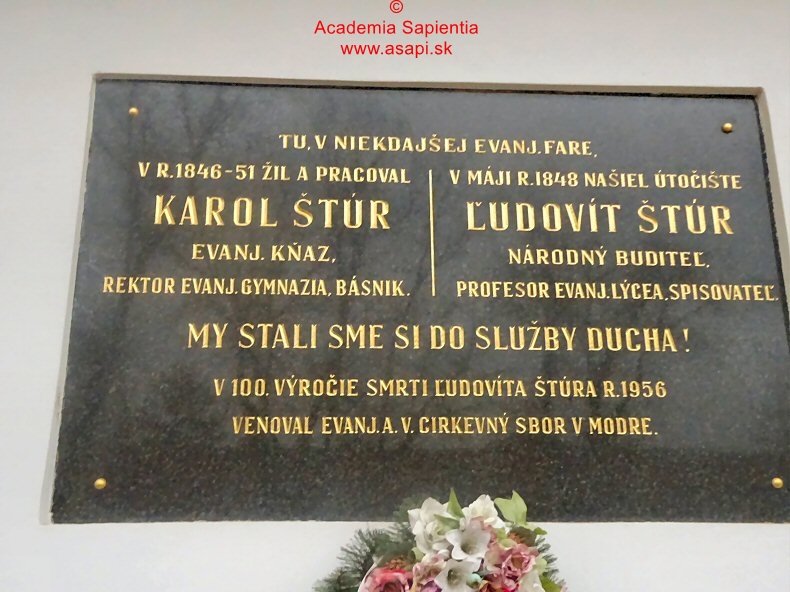 ©
Academia Sapientia
www.asapi.sk
TU, V NIEKDAJŠEJ EVANJ. FARE,
V R. 1846-51 ŽIL A PRACOVAL
KAROL ŠTÚR
EVANJ. KŇAZ,
REKTOR EVANJ. GYMNAZIA, BÁSNIK.
V MÁJI R. 1848 NAŠIEL ÚTOČIŠTE
ĽUDOVÍT ŠTÚR
NÁRODNÝ BUDITEĽ,
PROFESOR EVANJ. LÝCEA, SPISOVATEĽ.
MY STALI SME SI DO SLUŽBY DUCHA!
V 100. VÝROČIE SMRTI ĽUDOVÍTA ŠTÚRA R. 1956
VENOVAL EVANJ. A. V. CIRKEVNÝ SBOR V MODRE.